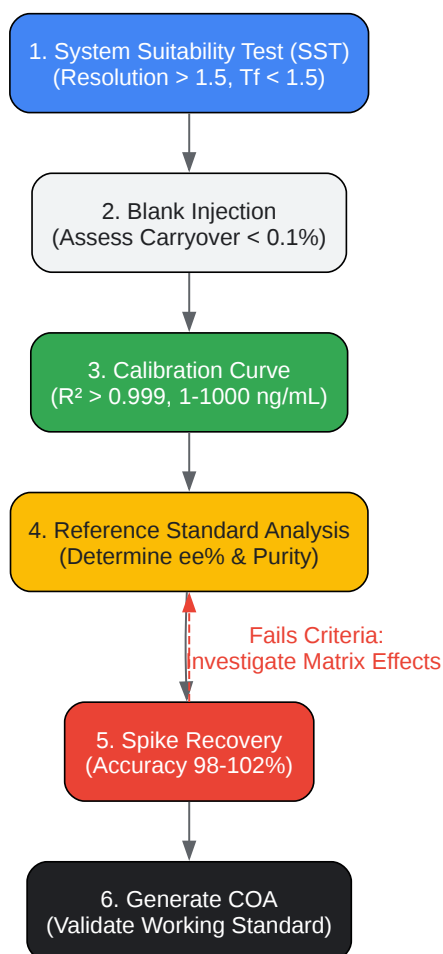 1. System Suitability Test (SST)
(Resolution > 1.5, Tf < 1.5)
2. Blank Injection
(Assess Carryover < 0.1%)
3. Calibration Curve
(R² > 0.999, 1-1000 ng/mL)
4. Reference Standard Analysis
(Determine ee% & Purity)
Fails Criteria:
Investigate Matrix Effects
5. Spike Recovery
(Accuracy 98-102%)
6. Generate COA
(Validate Working Standard)